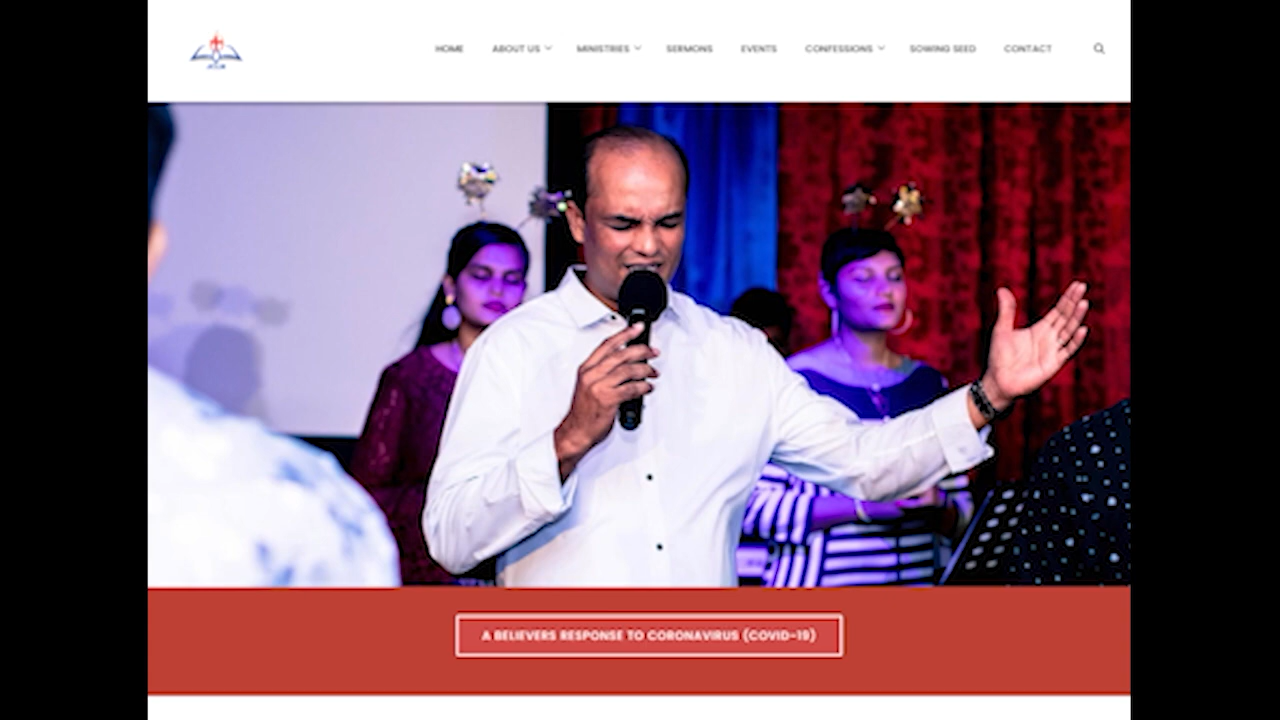 HOME ABOUT US MINISTRIES SERMONS EVENTS CONFESSIONS SOWING SEED CONTACT
A BELIEVERS RESPONSE TO CORONAVIRUS (COVID-19)